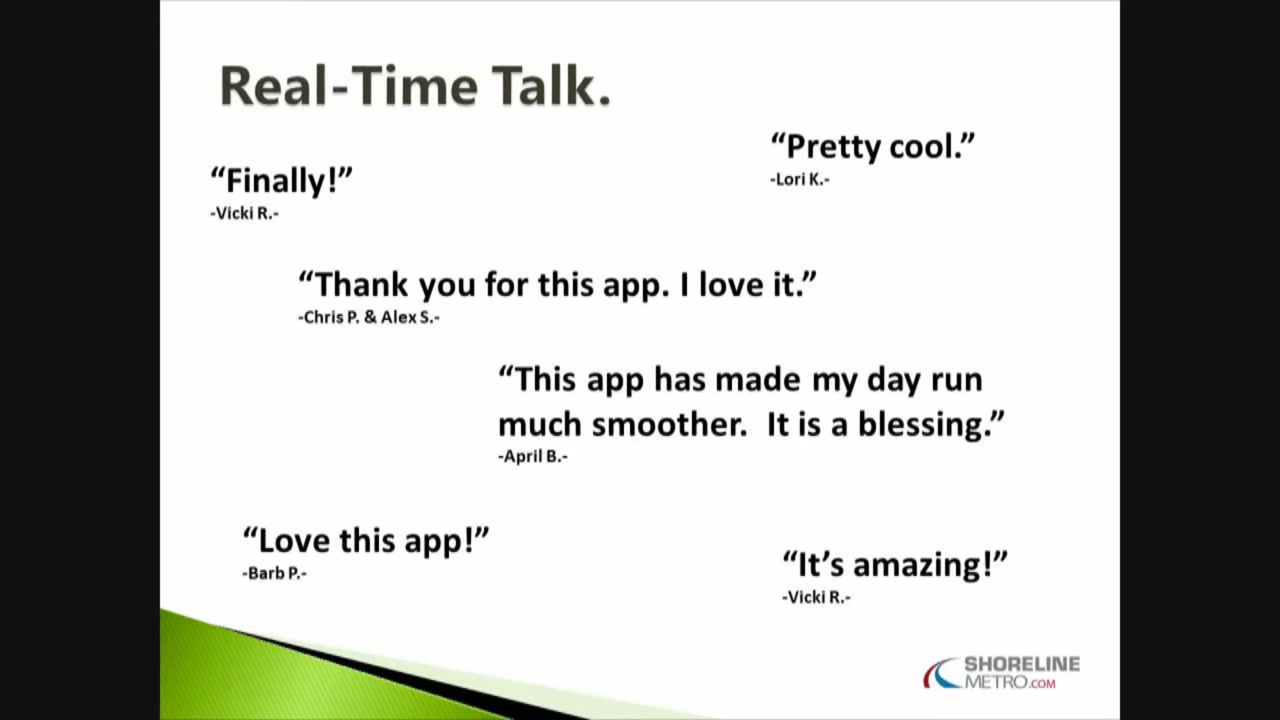 Real-Time Talk.
“Pretty cool.”
-Lori K.-
“Finally!”
-Vicki R.-
“Thank you for this app. I love it.”
-Chris P. & Alex S.-
“This app has made my day run
much smoother.  It is a blessing.”
-April B.-
“Love this app!”
-Barb P.-
“It’s amazing!”
-Vicki R.-
SHORELINE
METRO.COM